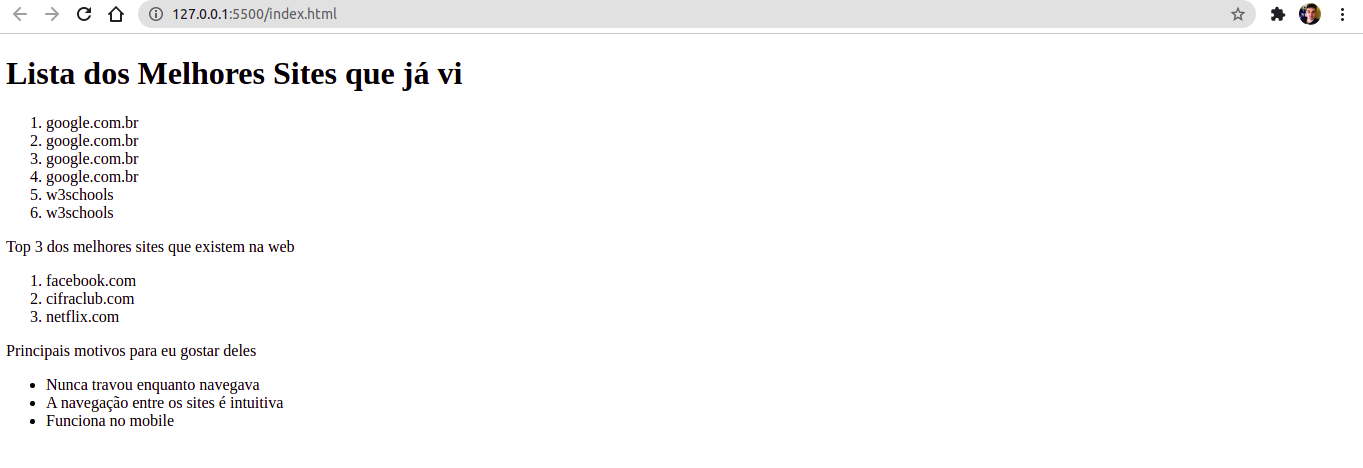 127.0.0.1:5500/index.html
Lista dos Melhores Sites que já vi
1. google.com.br
2. google.com.br
3. google.com.br
4. google.com.br
5. w3schools
6. w3schools
Top 3 dos melhores sites que existem na web
1. facebook.com
2. cifraclub.com
3. netflix.com
Principais motivos para eu gostar deles
• Nunca travou enquanto navegava
• A navegação entre os sites é intuitiva
• Funciona no mobile